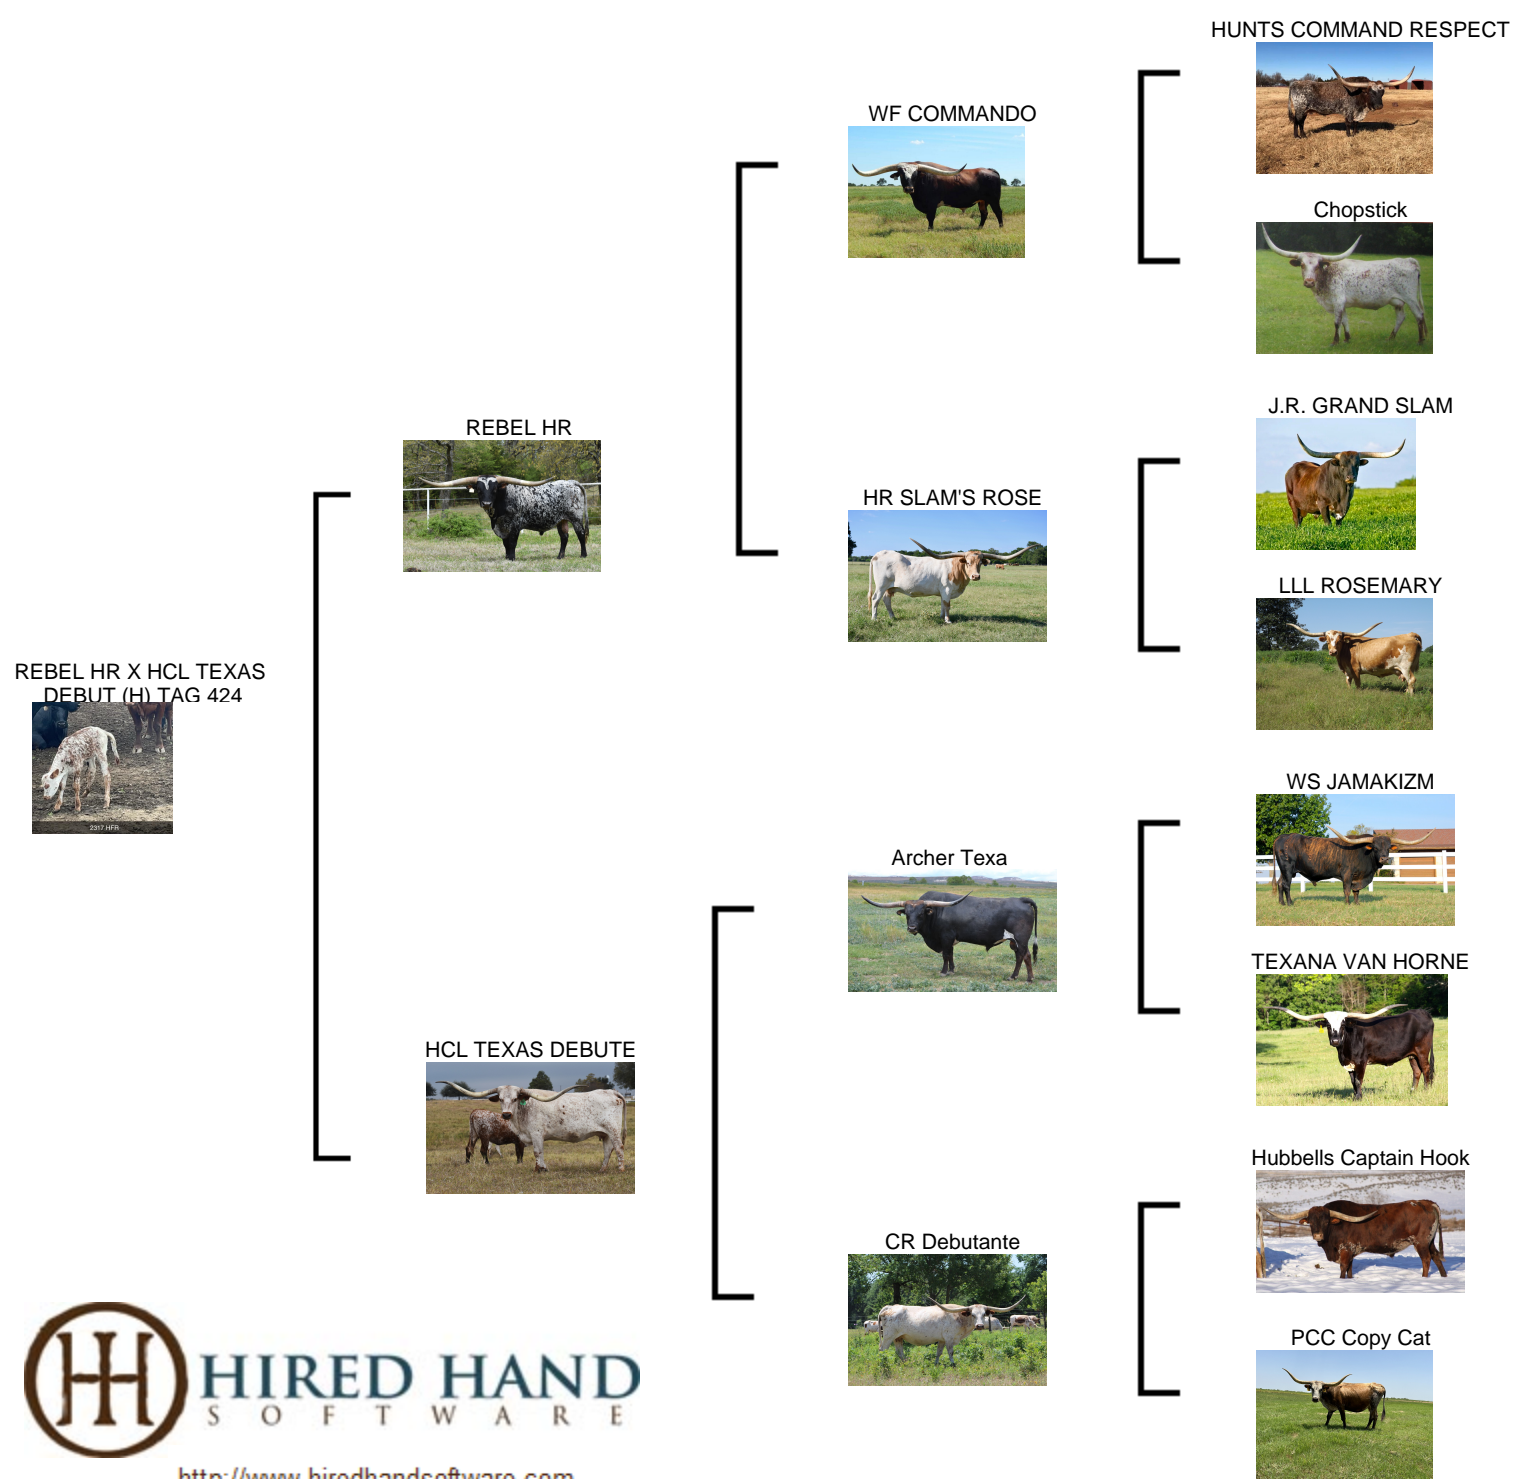 HUNTS COMMAND RESPECT
WF COMMANDO
Chopstick
J.R. GRAND SLAM
REBEL HR
HR SLAM'S ROSE
LLL ROSEMARY
REBEL HR X HCL TEXAS
DEBUT (H) TAG 424
2317 HFR
WS JAMAKIZM
Archer Texa
TEXANA VAN HORNE
HCL TEXAS DEBUTE
Hubbells Captain Hook
CR Debutante
PCC Copy Cat
HIRED HAND
SOFTWARE
http://www.hiredhandsoftware.com